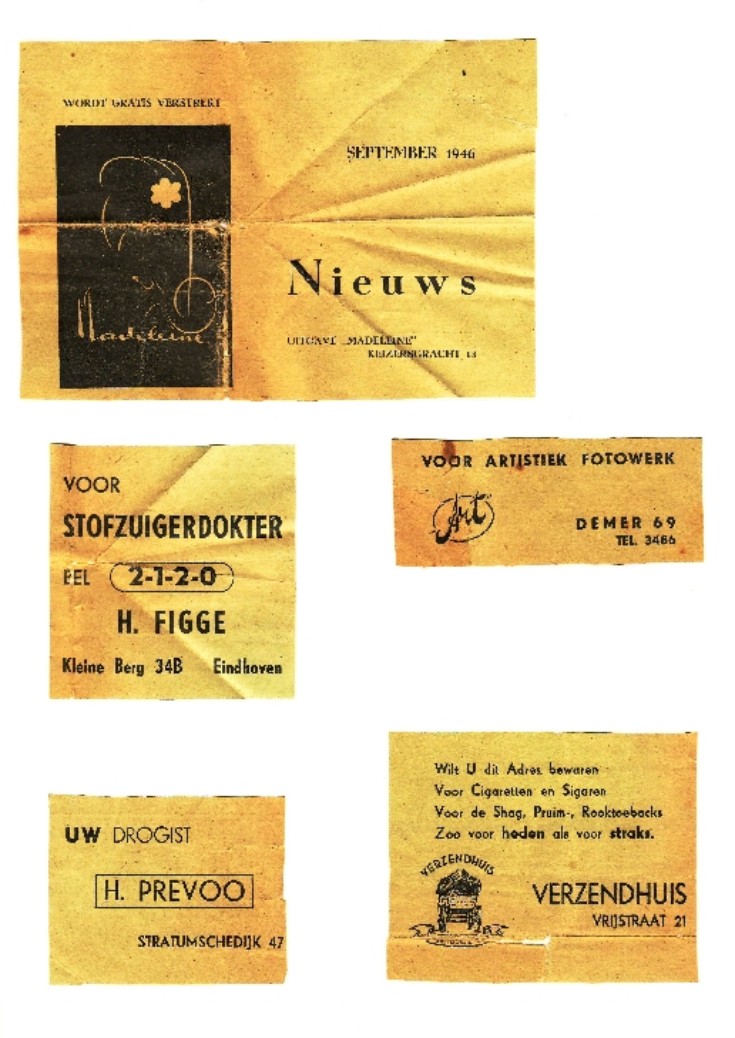 WORDT GRATIS VERSTREKT
SEPTEMBER 1946
Madeleine
Nieuws
UITGAVE „MADELEINE"
KEIZERSGRACHT 13
VOOR
STOFZUIGERDOKTER
BEL 2-1-2-0
H. FIGGE
Kleine Berg 34B Eindhoven
VOOR ARTISTIEK FOTOWERK
Art
DEMER 69
TEL. 3486
UW DROGIST
H. PREVOO
STRATUMSCHEDIJK 47
Wilt U dit Adres bewaren
Voor Cigaretten en Sigaren
Voor de Shag, Pruim-, Rooktoebacks
Zoo voor heden als voor straks.
VERZENDHUIS
VERZENDHUIS
VRIJSTRAAT 21